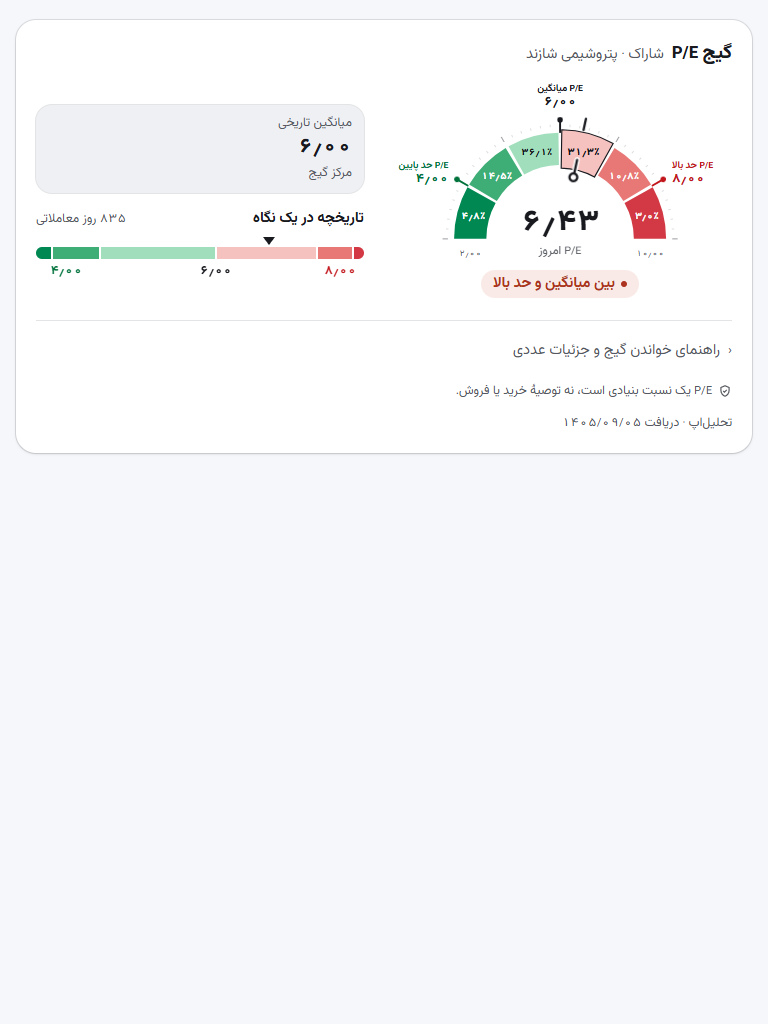 گیج P/E شاراک · پتروشیمی شازند
P/E میانگین
۶٫۰۰
P/E حد بالا
۸٫۰۰
P/E حد پایین
۴٫۰۰
۳۶٫۱٪
۳۱٫۳٪
۱۴٫۵٪
۱۰٫۸٪
۴٫۸٪
۳٫۰٪
۶٫۴۳
P/E امروز
۲٫۰۰
۱۰٫۰۰
بین میانگین و حد بالا
میانگین تاریخی
۶٫۰۰
مرکز گیج
تاریخچه در یک نگاه
۸۳۵ روز معاملاتی
۴٫۰۰
۶٫۰۰
۸٫۰۰
راهنمای خواندن گیج و جزئیات عددی
P/E یک نسبت بنیادی است، نه توصیهٔ خرید یا فروش.
تحلیل‌اپ · دریافت ۱۴۰۵/۰۹/۰۵